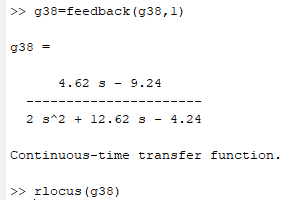 >> g38=feedback(g38,1)
g38 =
4.62 s - 9.24
----------------------
2 s^2 + 12.62 s - 4.24
Continuous-time transfer function.
>> rlocus(g38)